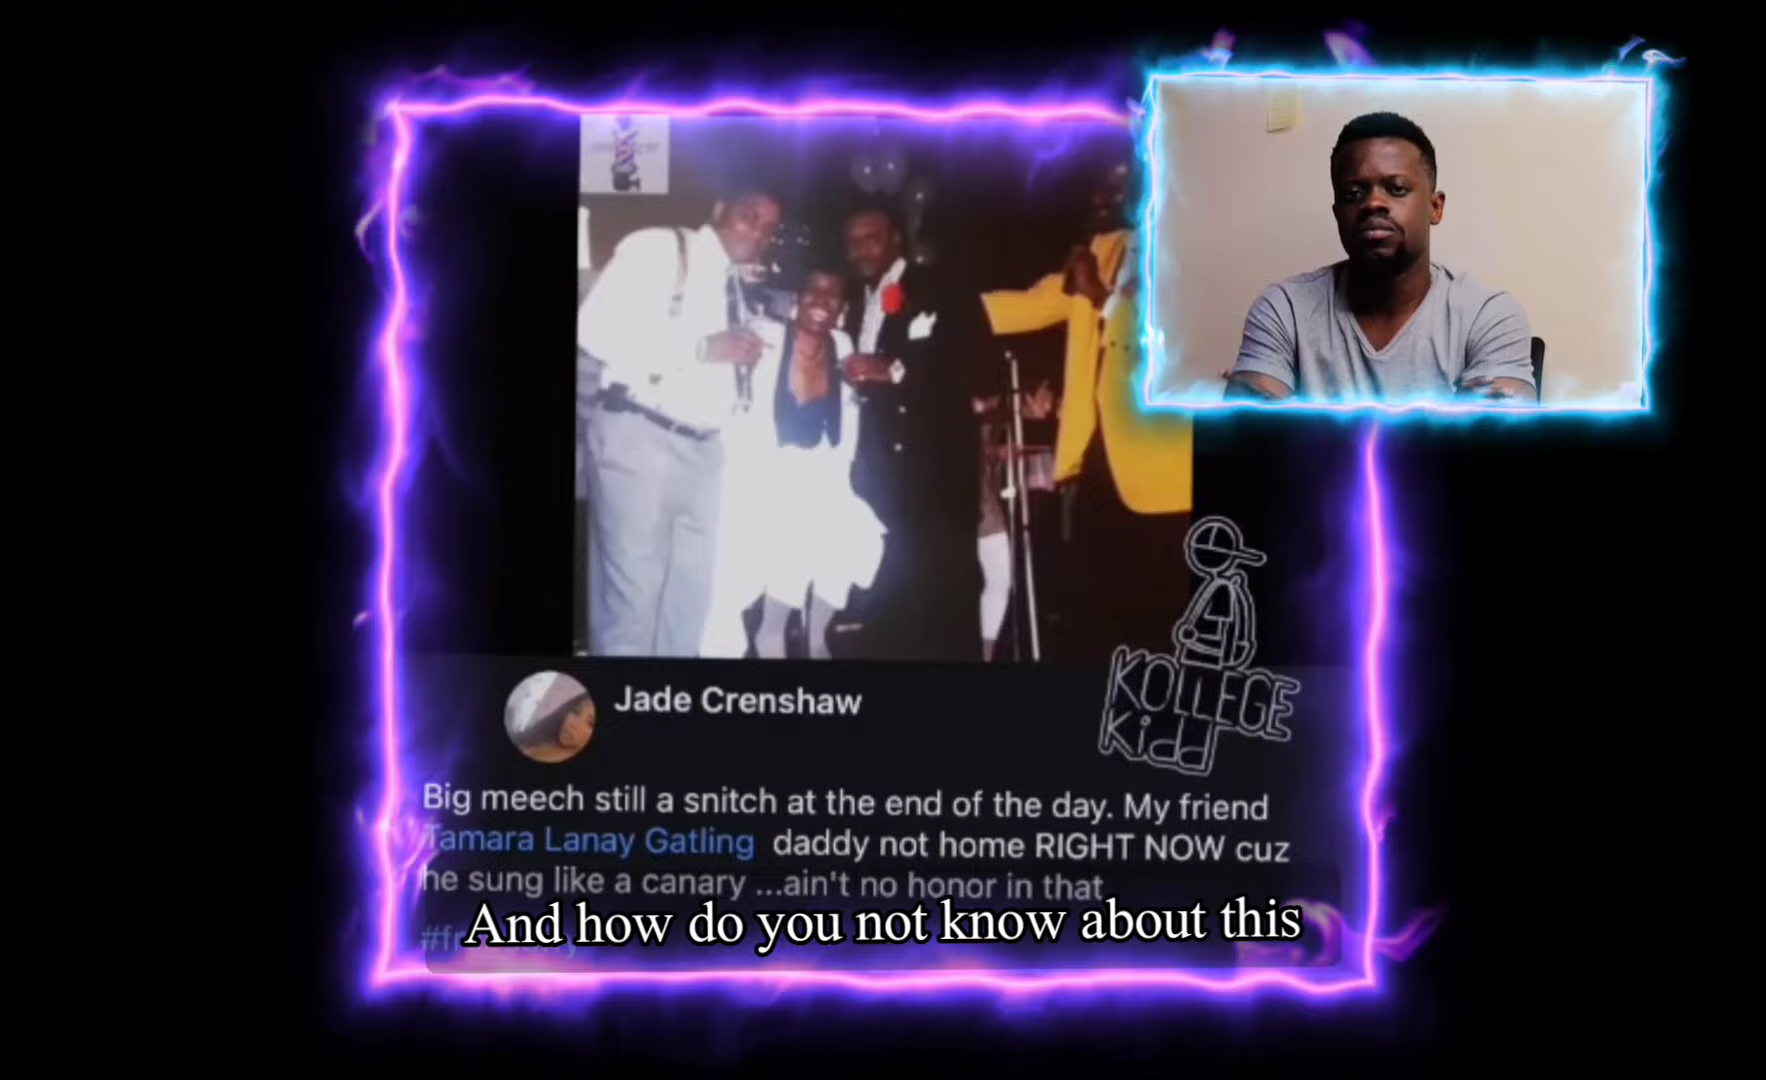 Jade Crenshaw
KOLLEGE
Kidd
Big meech still a snitch at the end of the day. My friend
Tamara Lanay Gatling daddy not home RIGHT NOW cuz
he sung like a canary ...ain't no honor in that
And how do you not know about this